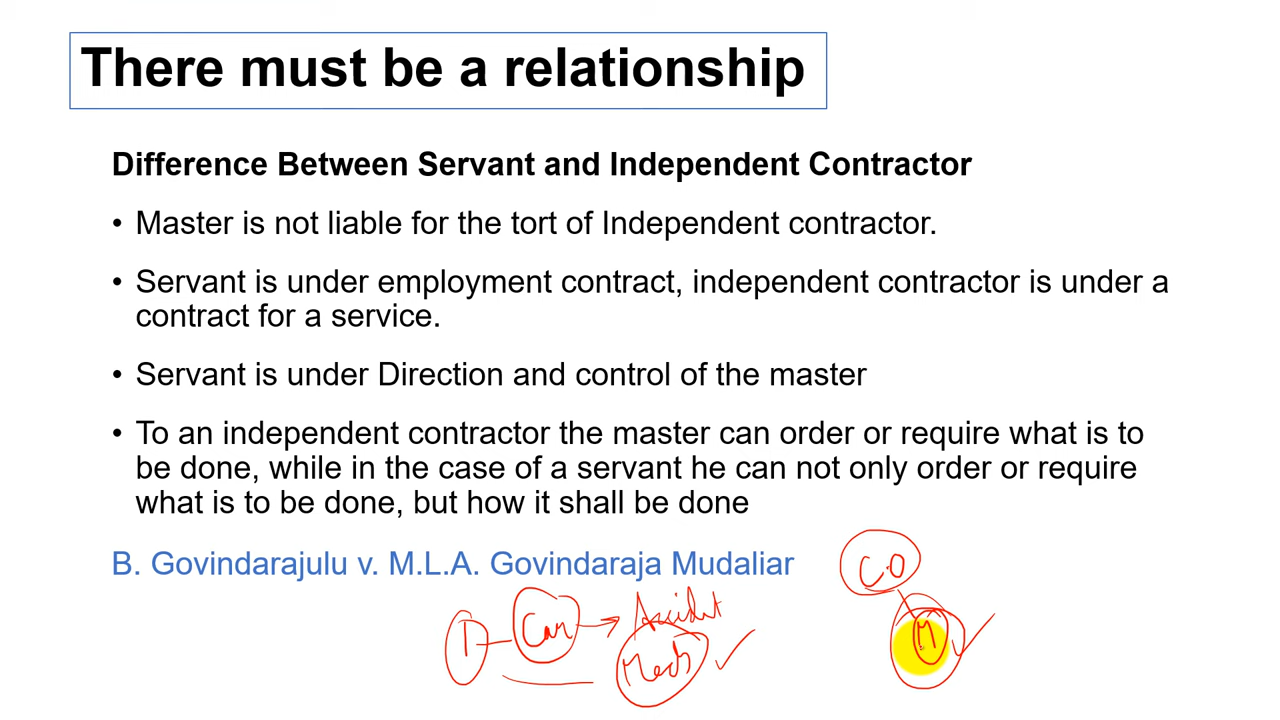 There must be a relationship
Difference Between Servant and Independent Contractor
• Master is not liable for the tort of Independent contractor.
• Servant is under employment contract, independent contractor is under a
contract for a service.
• Servant is under Direction and control of the master
• To an independent contractor the master can order or require what is to
be done, while in the case of a servant he can not only order or require
what is to be done, but how it shall be done
B. Govindarajulu v. M.L.A. Govindaraja Mudaliar
C.O
Car Accident
Mech
M